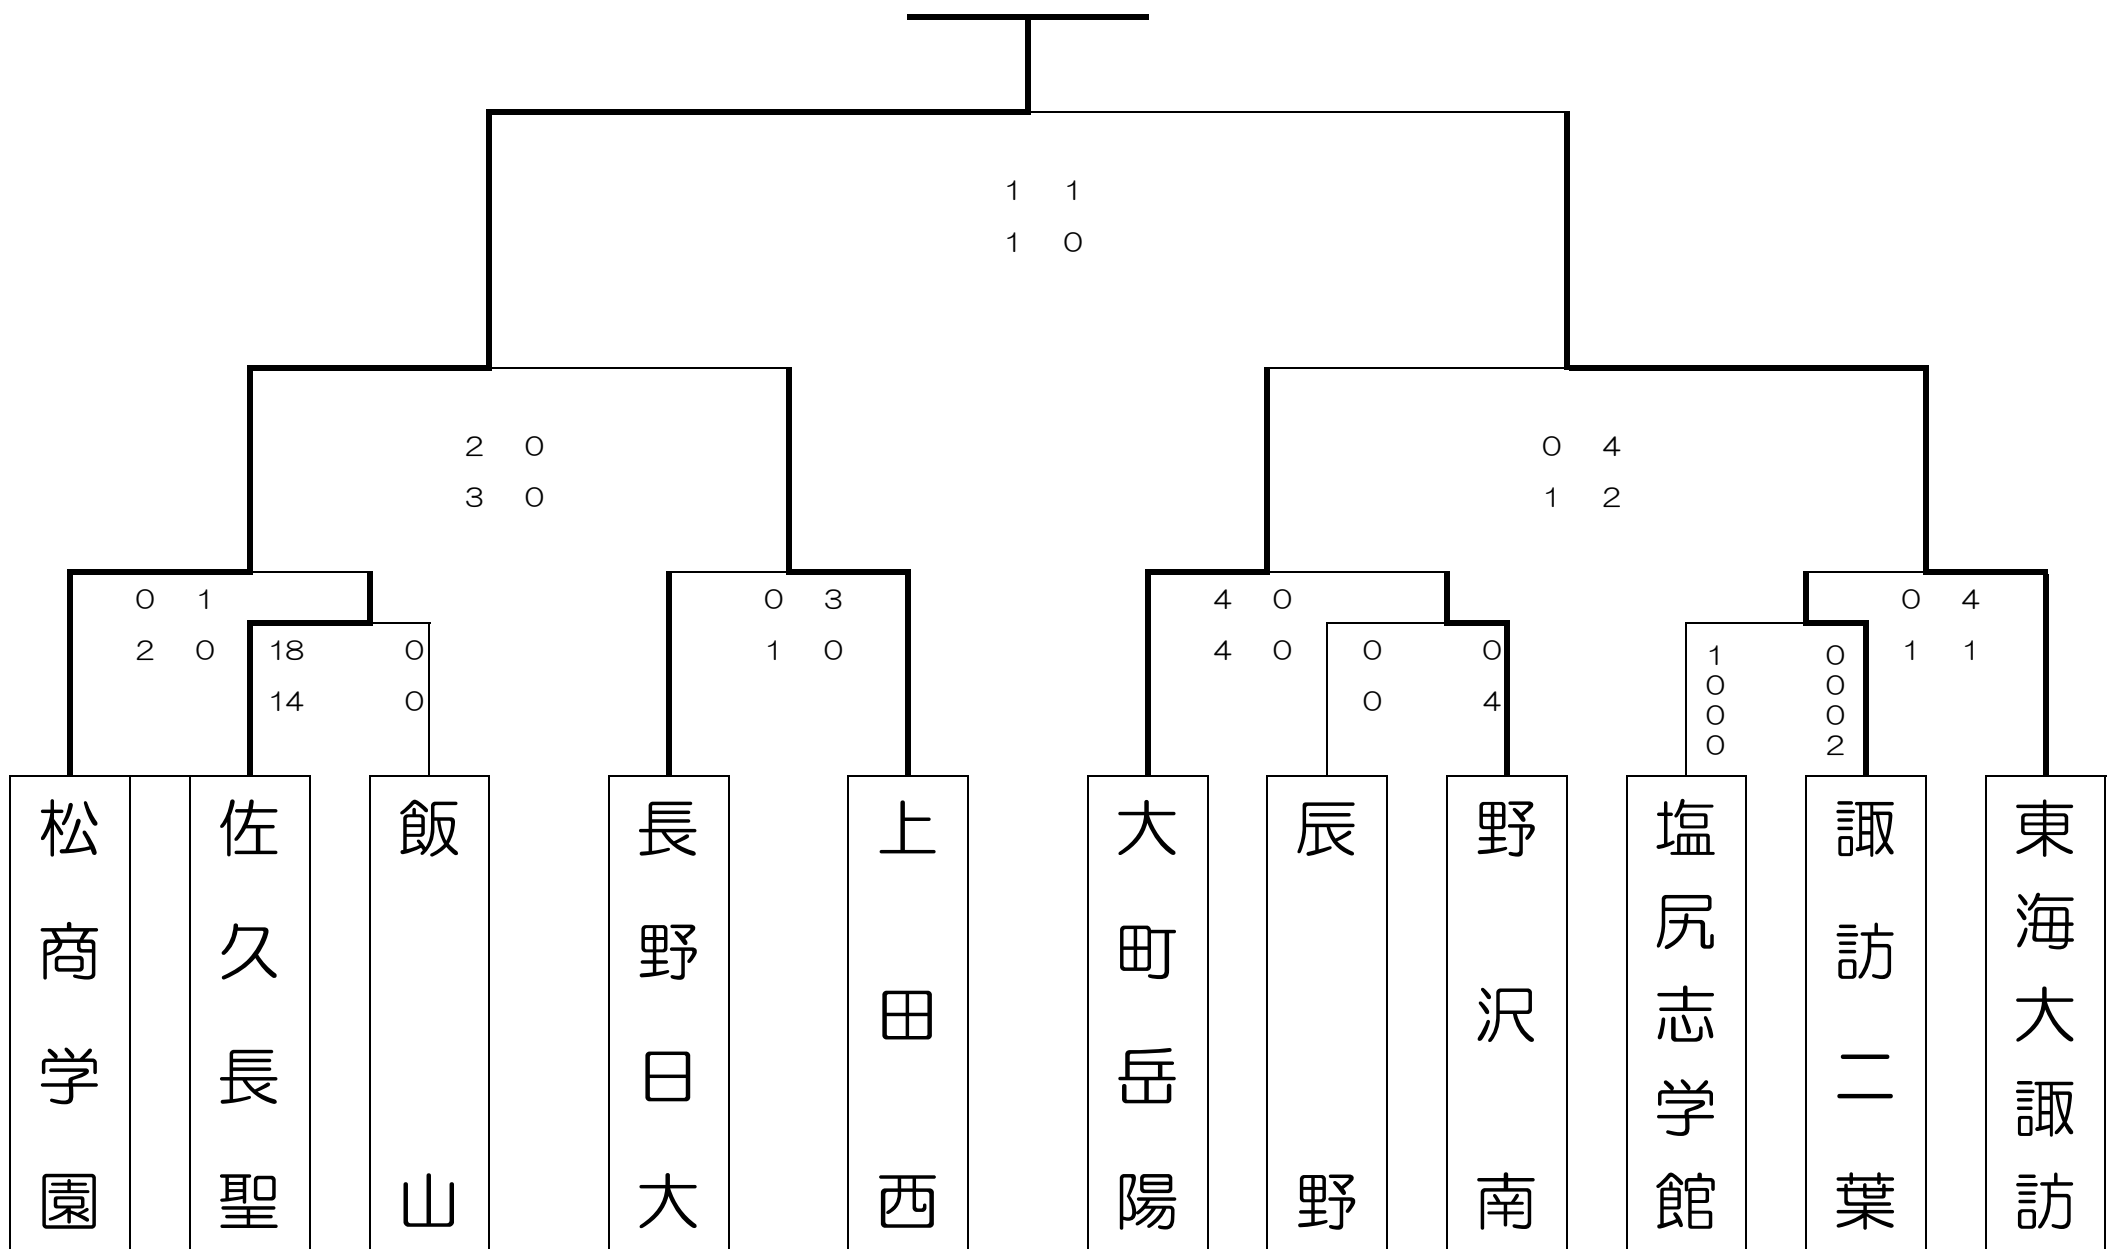 １　１
１　０
２　０
３　０
０　４
１　２
０　１
２　０
18　０
14　０
０　３
１　０
４　０
４　０
０　０
０　４
１　０
０　０
０　０
０　２
０　４
１　１
松商学園
佐久長聖
飯山
長野日大
上田西
大町岳陽
辰野
野沢南
塩尻志学館
諏訪二葉
東海大諏訪